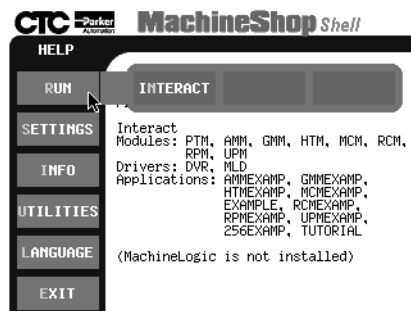 CTC Parker Automation MachineShop Shell
HELP
RUN
INTERACT
SETTINGS
Interact
Modules: PTM, AMM, GMM, HTM, MCM, RCM,
RPM, UPM
Drivers: DVR, MLD
INFO
Applications: AMMEXAMP, GMMEXAMP,
HTMEXAMP, MCMEXAMP,
EXAMPLE, RCMEXAMP,
UTILITIES
RPMEXAMP, UPMEXAMP,
256EXAMP, TUTORIAL
LANGUAGE
(MachineLogic is not installed)
EXIT